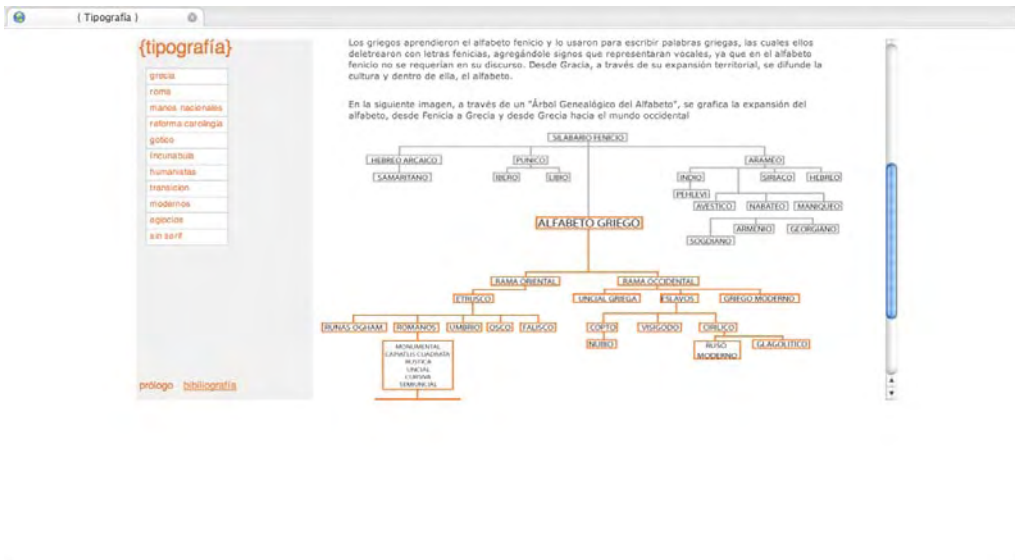 ( Tipografía )
{tipografía}
grecia
roma
manos nacionales
reforma carolingia
gotico
incunabula
humanistas
transicion
modernos
egipcios
sin serif
prólogo bibliografía
Los griegos aprendieron el alfabeto fenicio y lo usaron para escribir palabras griegas, las cuales ellos
deletrearon con letras fenicias, agregándole signos que representaran vocales, ya que en el alfabeto
fenicio no se requerían en su discurso. Desde Gracia, a través de su expansión territorial, se difunde la
cultura y dentro de ella, el alfabeto.
En la siguiente imagen, a través de un "Árbol Genealógico del Alfabeto", se grafica la expansión del
alfabeto, desde Fenicia a Grecia y desde Grecia hacia el mundo occidental
SILABARIO FENICIO
HEBREO ARCAICO PUNICO ARAMEO
SAMARITANO IBERO LIBIO INDIO SIRIACO HEBREO
PEHLEVI
AVESTICO NABATEO MANIQUEO
ALFABETO GRIEGO
ARMENIO GEORGIANO
SOGDIANO
RAMA ORIENTAL RAMA OCCIDENTAL
ETRUSCO UNCIAL GRIEGA ESLAVOS GRIEGO MODERNO
RUNAS OGHAM ROMANOS UMBRIO OSCO FALISCO COPTO VISIGODO CIRILICO
NUBIO RUSO MODERNO GLAGOLITICO
MONUMENTAL
CUADRATA
RUSTICA
UNCIAL
CURSIVA
SEMIUNCIAL